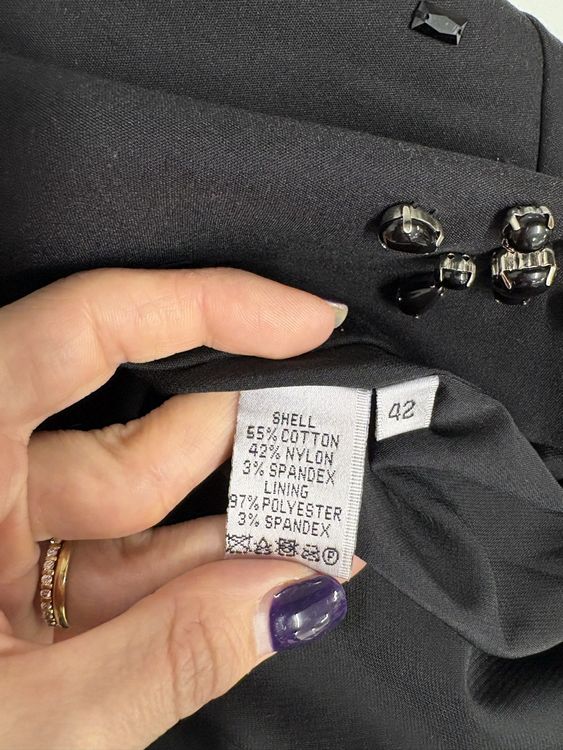 SHELL
55% COTTON
42% NYLON
3% SPANDEX
LINING
97% POLYESTER
3% SPANDEX
P
42